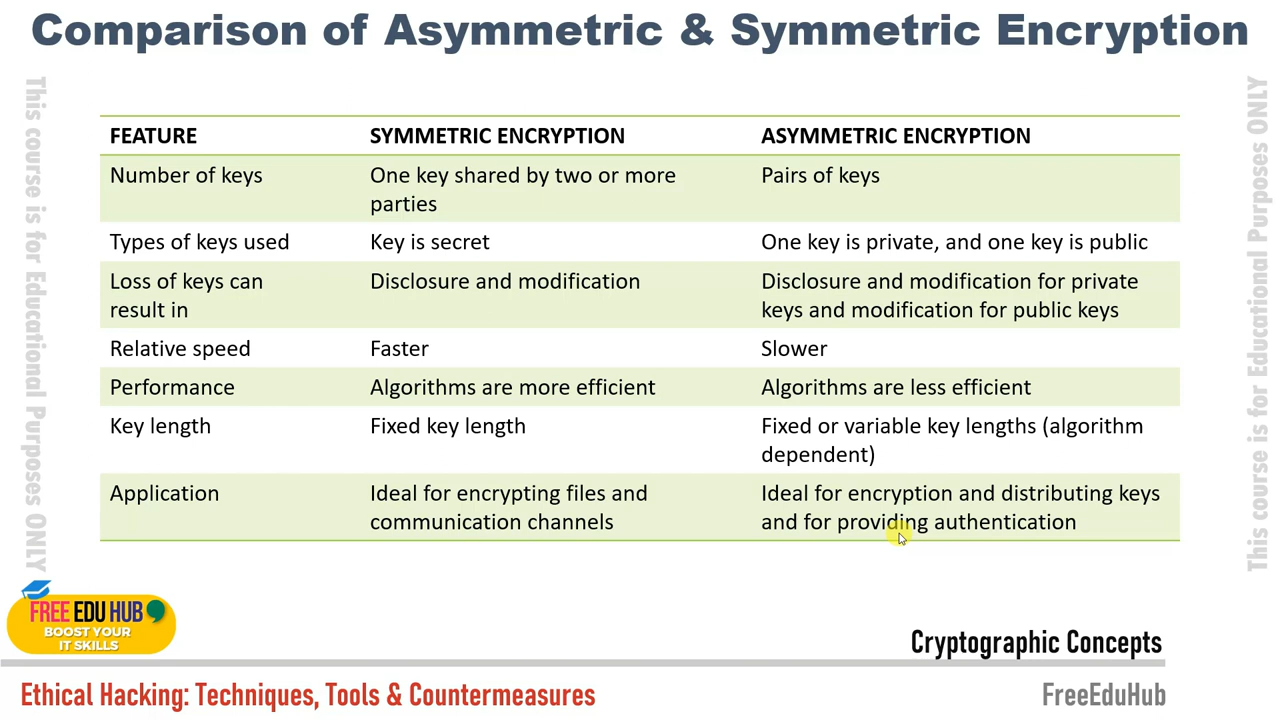 Comparison of Asymmetric & Symmetric Encryption
This course is for Educational Purposes ONLY
This course is for Educational Purposes ONLY
FEATURE SYMMETRIC ENCRYPTION ASYMMETRIC ENCRYPTION
Number of keys One key shared by two or more Pairs of keys
parties
Types of keys used Key is secret One key is private, and one key is public
Loss of keys can Disclosure and modification Disclosure and modification for private
result in keys and modification for public keys
Relative speed Faster Slower
Performance Algorithms are more efficient Algorithms are less efficient
Key length Fixed key length Fixed or variable key lengths (algorithm
dependent)
Application Ideal for encrypting files and Ideal for encryption and distributing keys
communication channels and for providing authentication
FREE EDU HUB
BOOST YOUR
IT SKILLS
Cryptographic Concepts
Ethical Hacking: Techniques, Tools & Countermeasures FreeEduHub